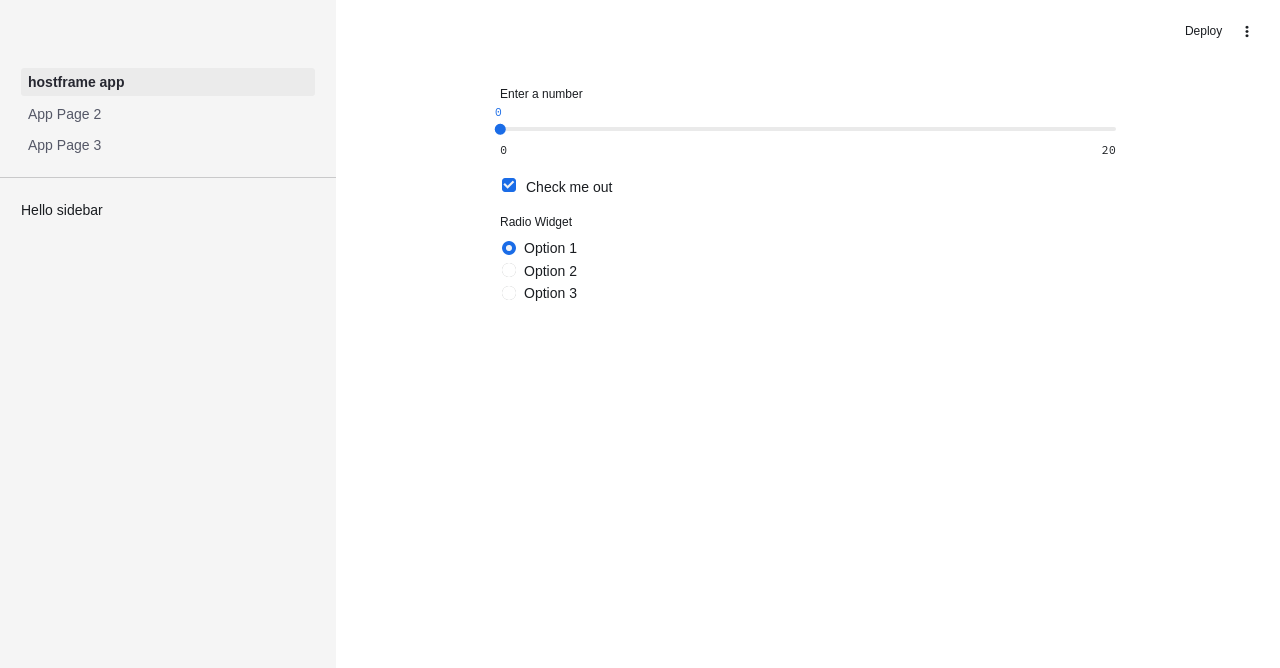 Deploy
hostframe app
App Page 2
App Page 3
Hello sidebar
Enter a number
0
0 20
Check me out
Radio Widget
Option 1
Option 2
Option 3